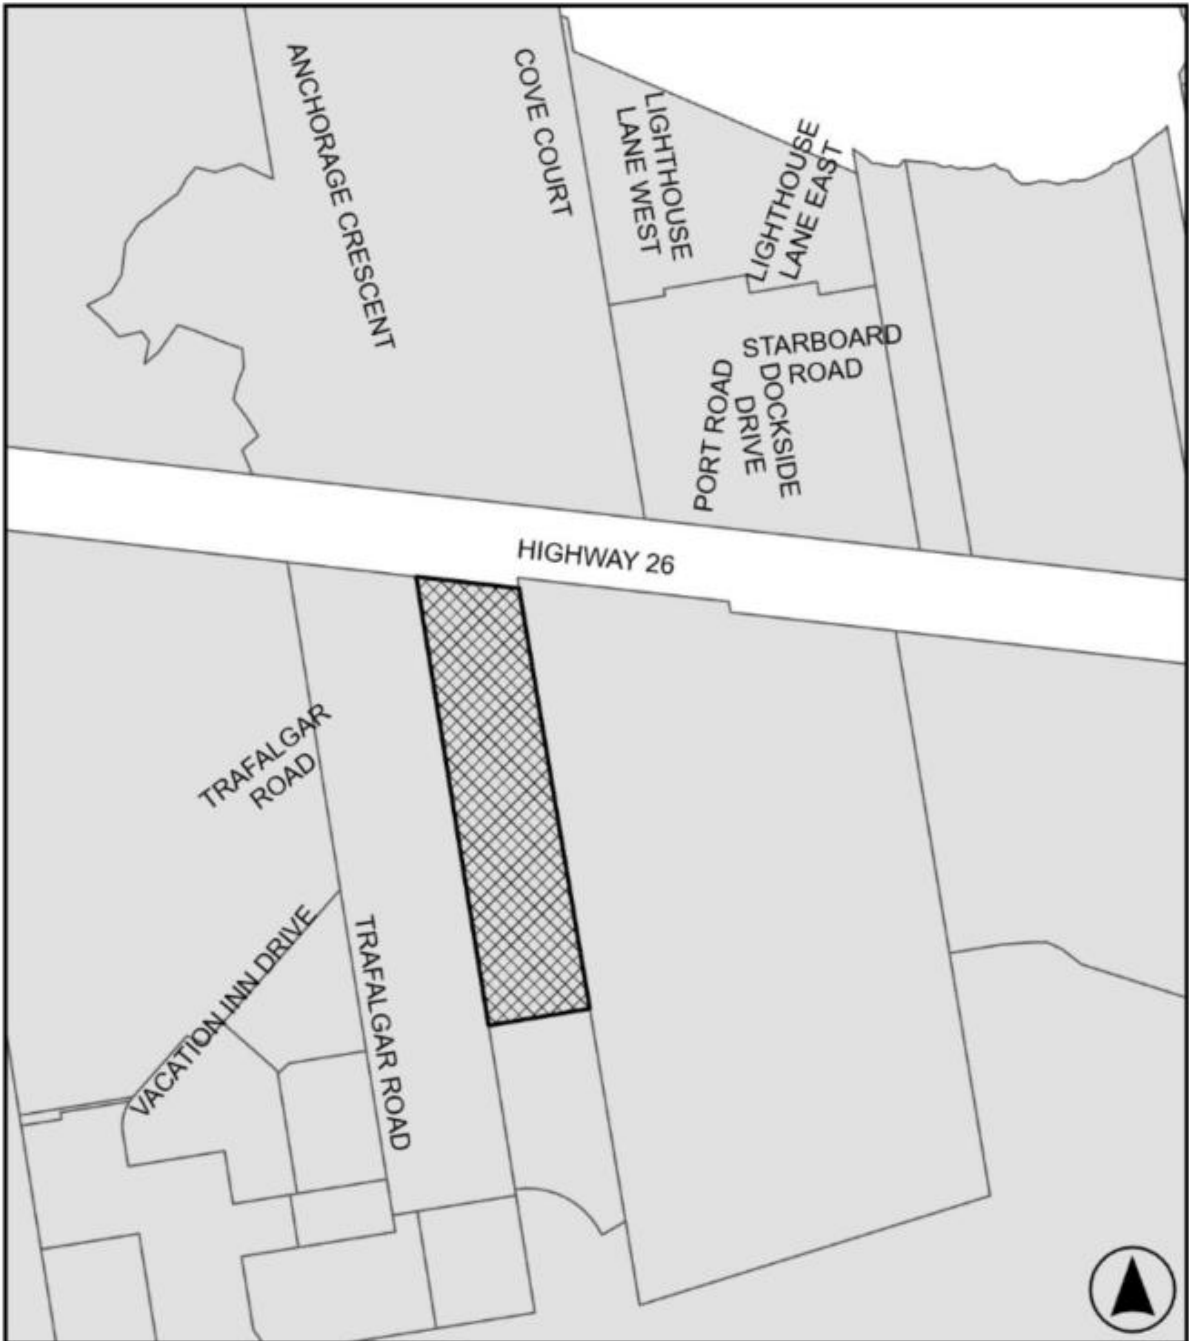 ANCHORAGE CRESCENT
COVE COURT
LIGHTHOUSE
LANE WEST
LIGHTHOUSE
LANE EAST
STARBOARD
ROAD
PORT ROAD
DOCKSIDE
DRIVE
HIGHWAY 26
TRAFALGAR
ROAD
VACATION INN DRIVE
TRAFALGAR ROAD